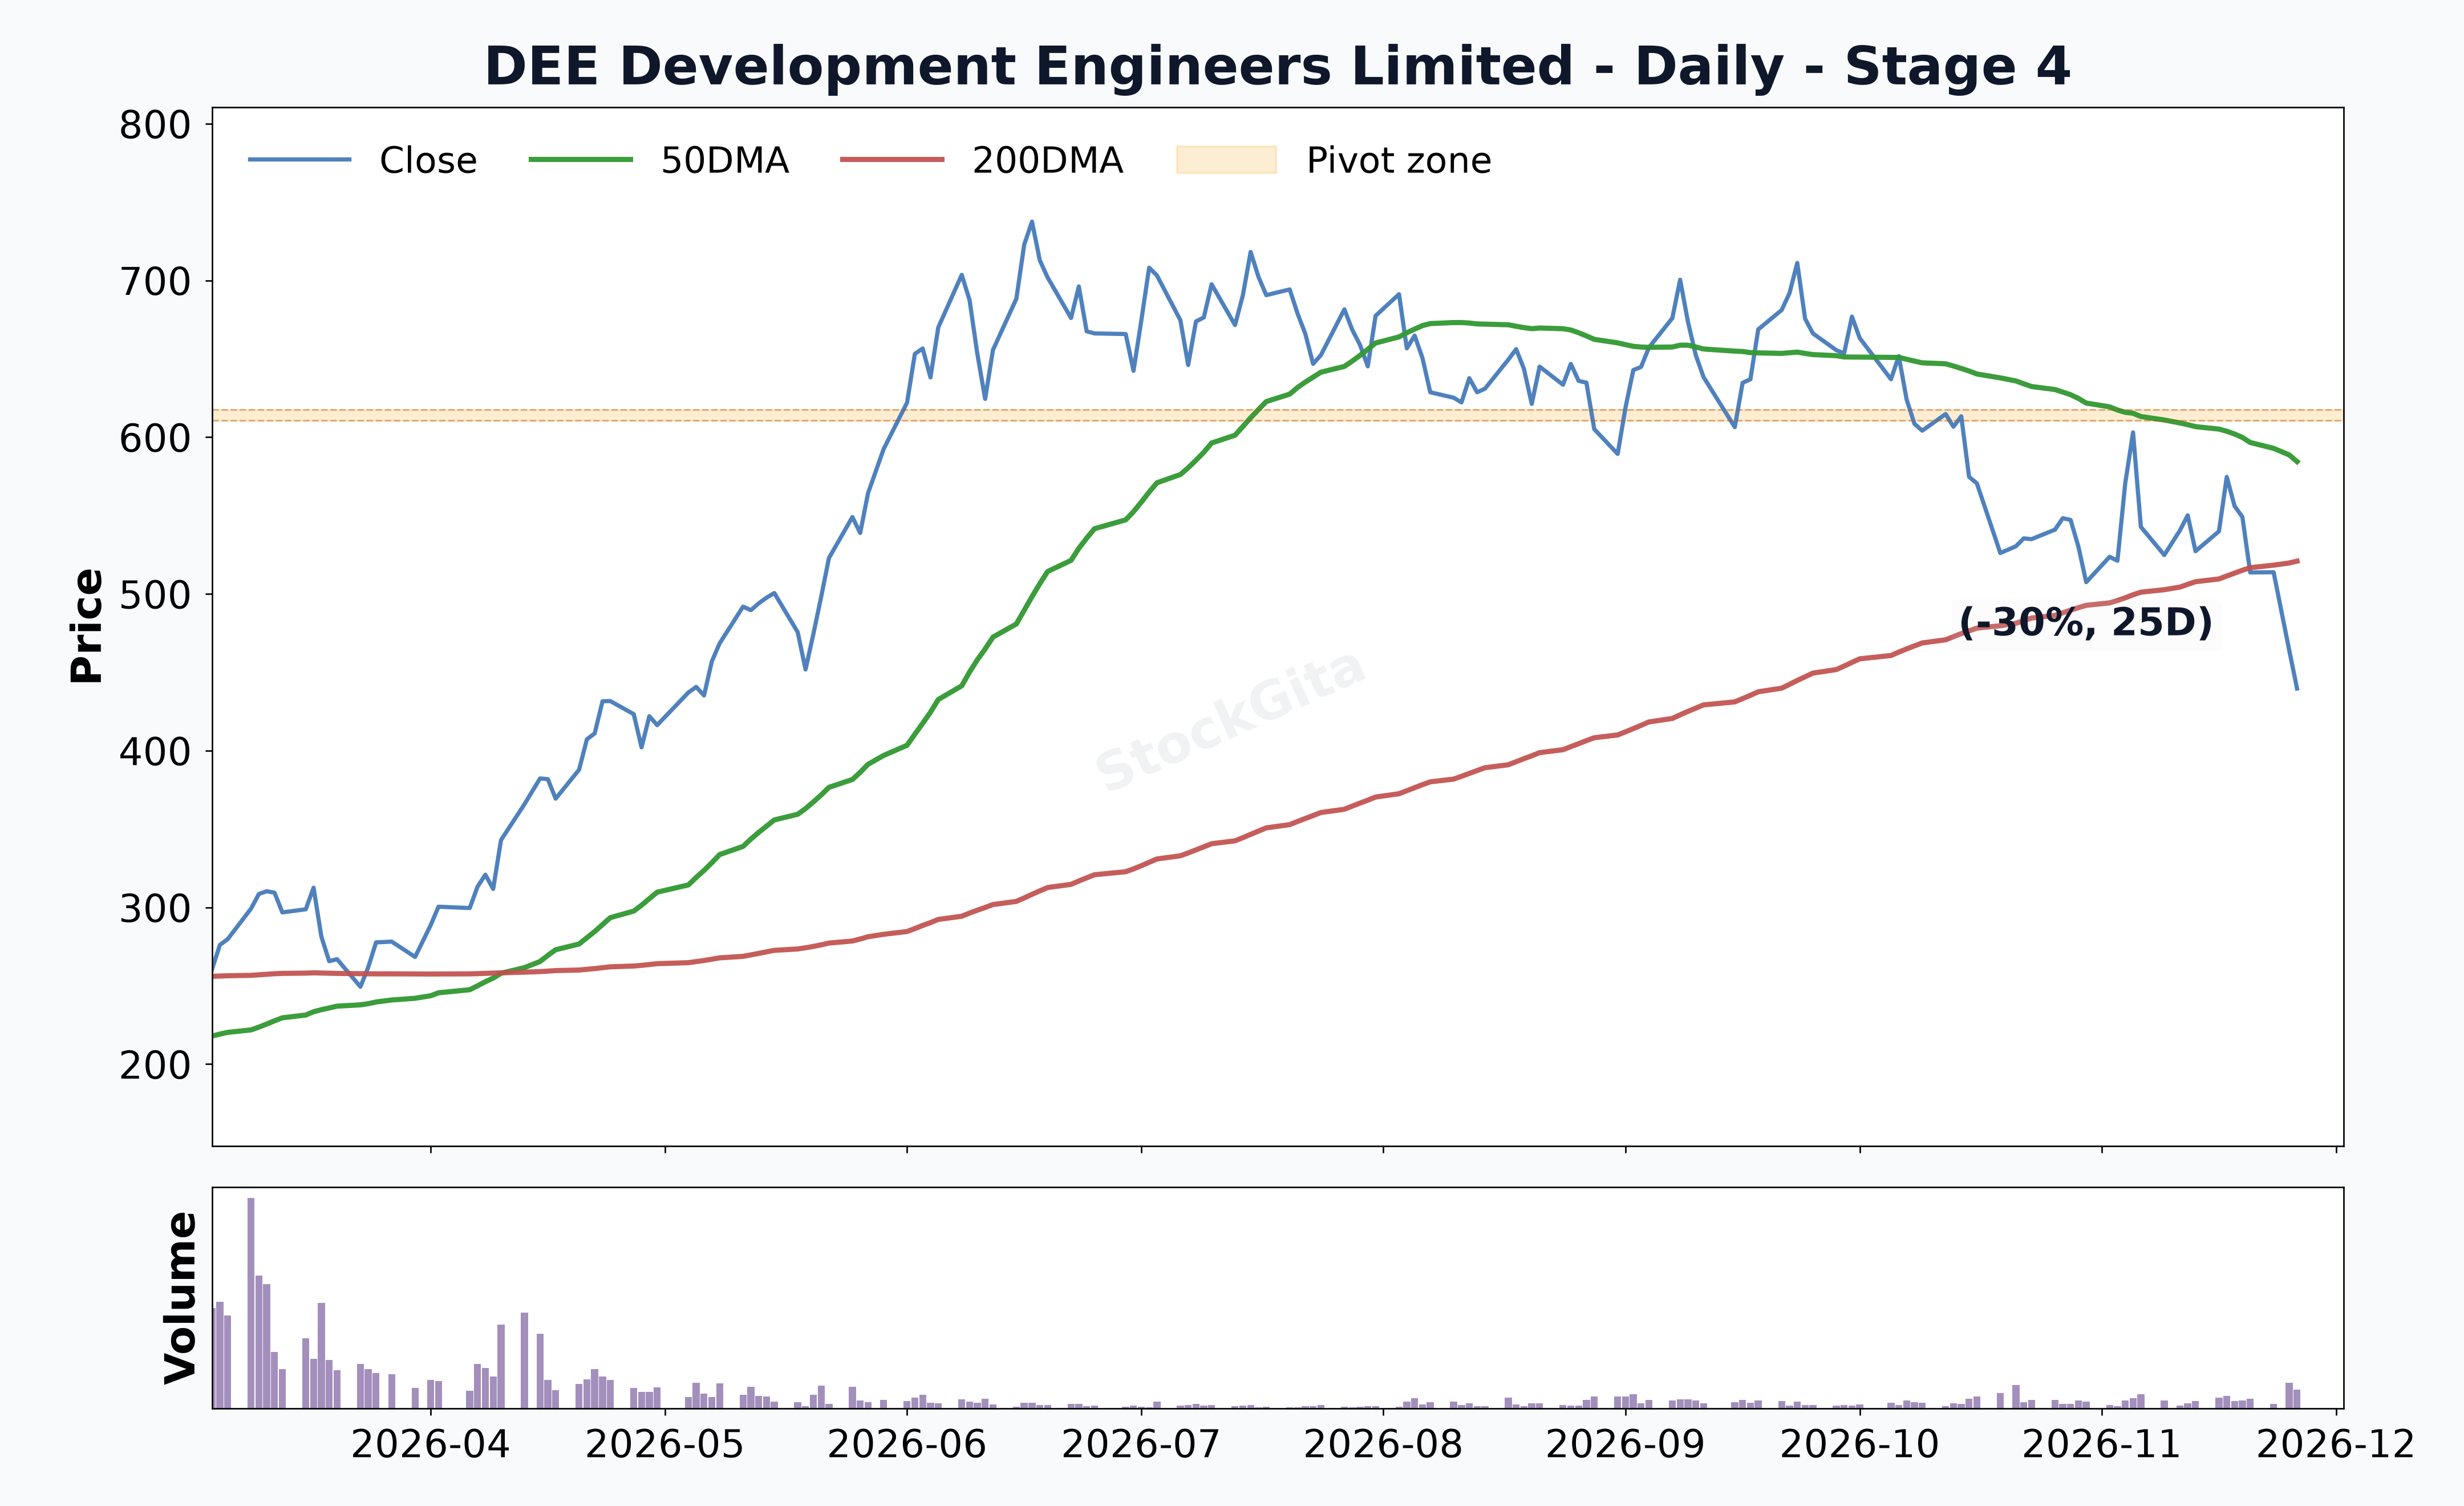 DEE Development Engineers Limited - Daily - Stage 4
Close 50DMA 200DMA Pivot zone
800
700
600
500
400
300
200
Price
(-30%, 25D)
StockGita
Volume
2026-04 2026-05 2026-06 2026-07 2026-08 2026-09 2026-10 2026-11 2026-12